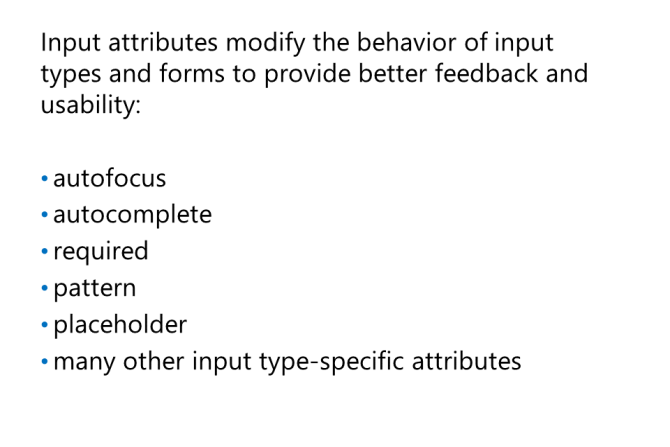 Input attributes modify the behavior of input
types and forms to provide better feedback and
usability:
• autofocus
• autocomplete
• required
• pattern
• placeholder
• many other input type-specific attributes